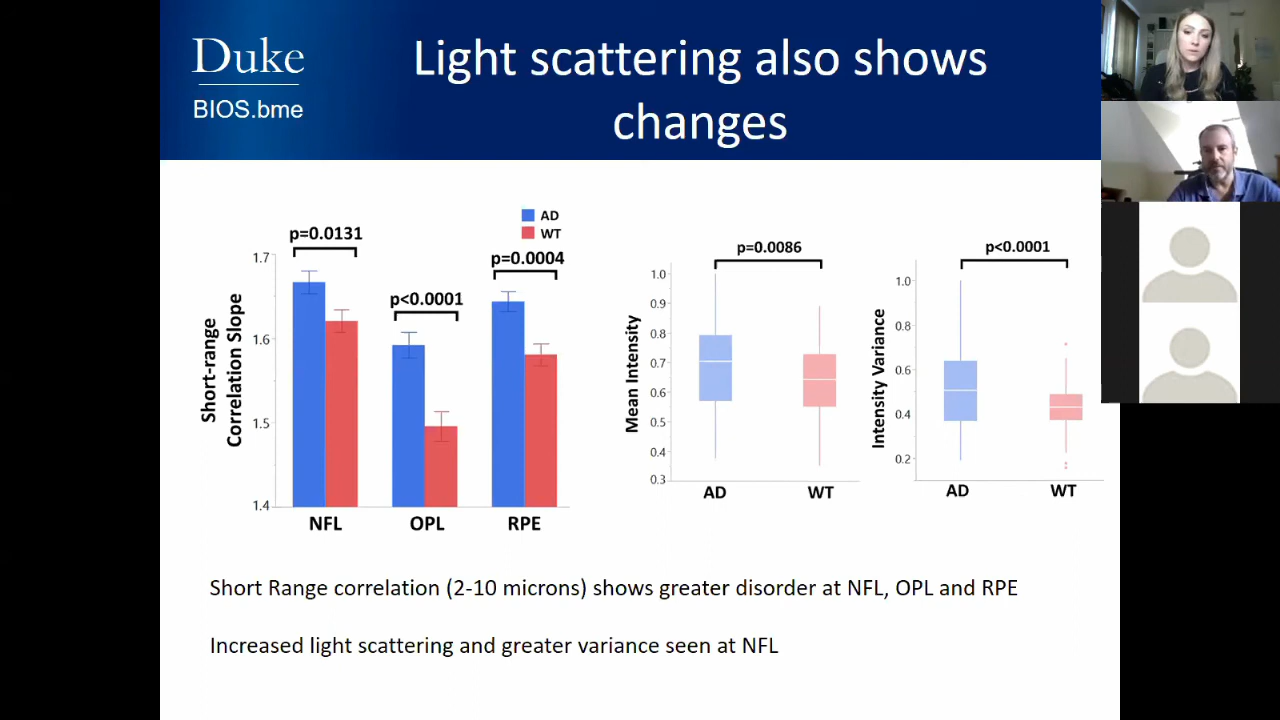 Duke
BIOS.bme
Light scattering also shows
changes
AD
WT
p=0.0131
p<0.0001
p=0.0004
1.7
1.6
1.5
1.4
Short-range
Correlation Slope
NFL
OPL
RPE
p=0.0086
1.0
0.9
0.8
0.7
0.6
0.5
0.4
0.3
Mean Intensity
AD
WT
p<0.0001
1.0
0.8
0.6
0.4
0.2
Intensity Variance
AD
WT
Short Range correlation (2-10 microns) shows greater disorder at NFL, OPL and RPE
Increased light scattering and greater variance seen at NFL